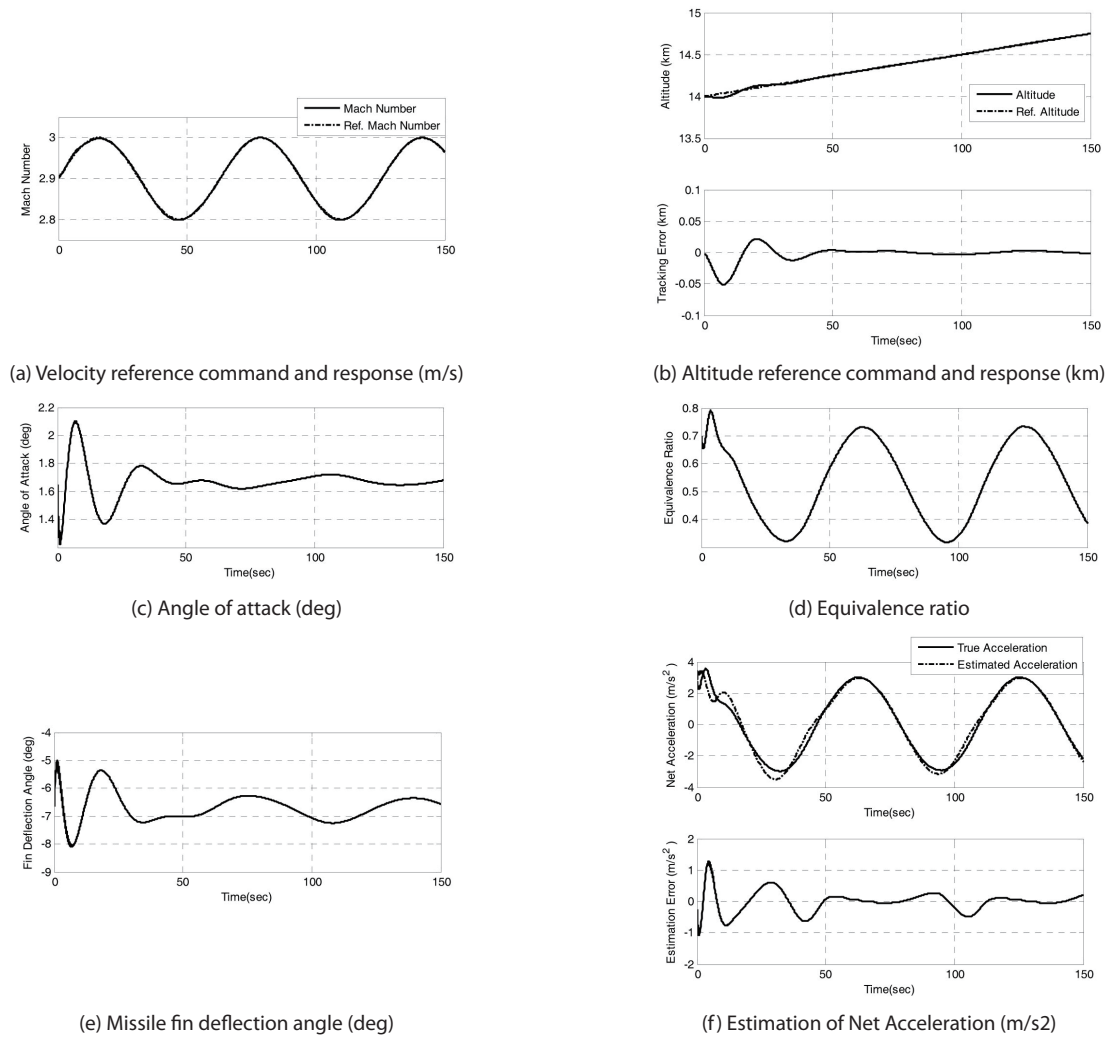 Mach Number
Ref. Mach Number
Mach Number
3
2.9
2.8
0
50
100
150
(a) Velocity reference command and response (m/s)
Altitude (km)
15
14.5
14
13.5
Altitude
Ref. Altitude
0
50
100
150
Tracking Error (km)
0.1
0.05
0
-0.05
-0.1
0
50
100
150
Time(sec)
(b) Altitude reference command and response (km)
Angle of Attack (deg)
2.2
2
1.8
1.6
1.4
0
50
100
150
Time(sec)
(c) Angle of attack (deg)
Equivalence Ratio
0.8
0.7
0.6
0.5
0.4
0
50
100
150
Time(sec)
(d) Equivalence ratio
Fin Deflection Angle (deg)
-4
-5
-6
-7
-8
-9
0
50
100
150
Time(sec)
(e) Missile fin deflection angle (deg)
True Acceleration
Estimated Acceleration
Net Acceleration (m/s²)
4
2
0
-2
-4
0
50
100
150
Estimation Error (m/s²)
2
1
0
-1
-2
0
50
100
150
Time(sec)
(f) Estimation of Net Acceleration (m/s2)